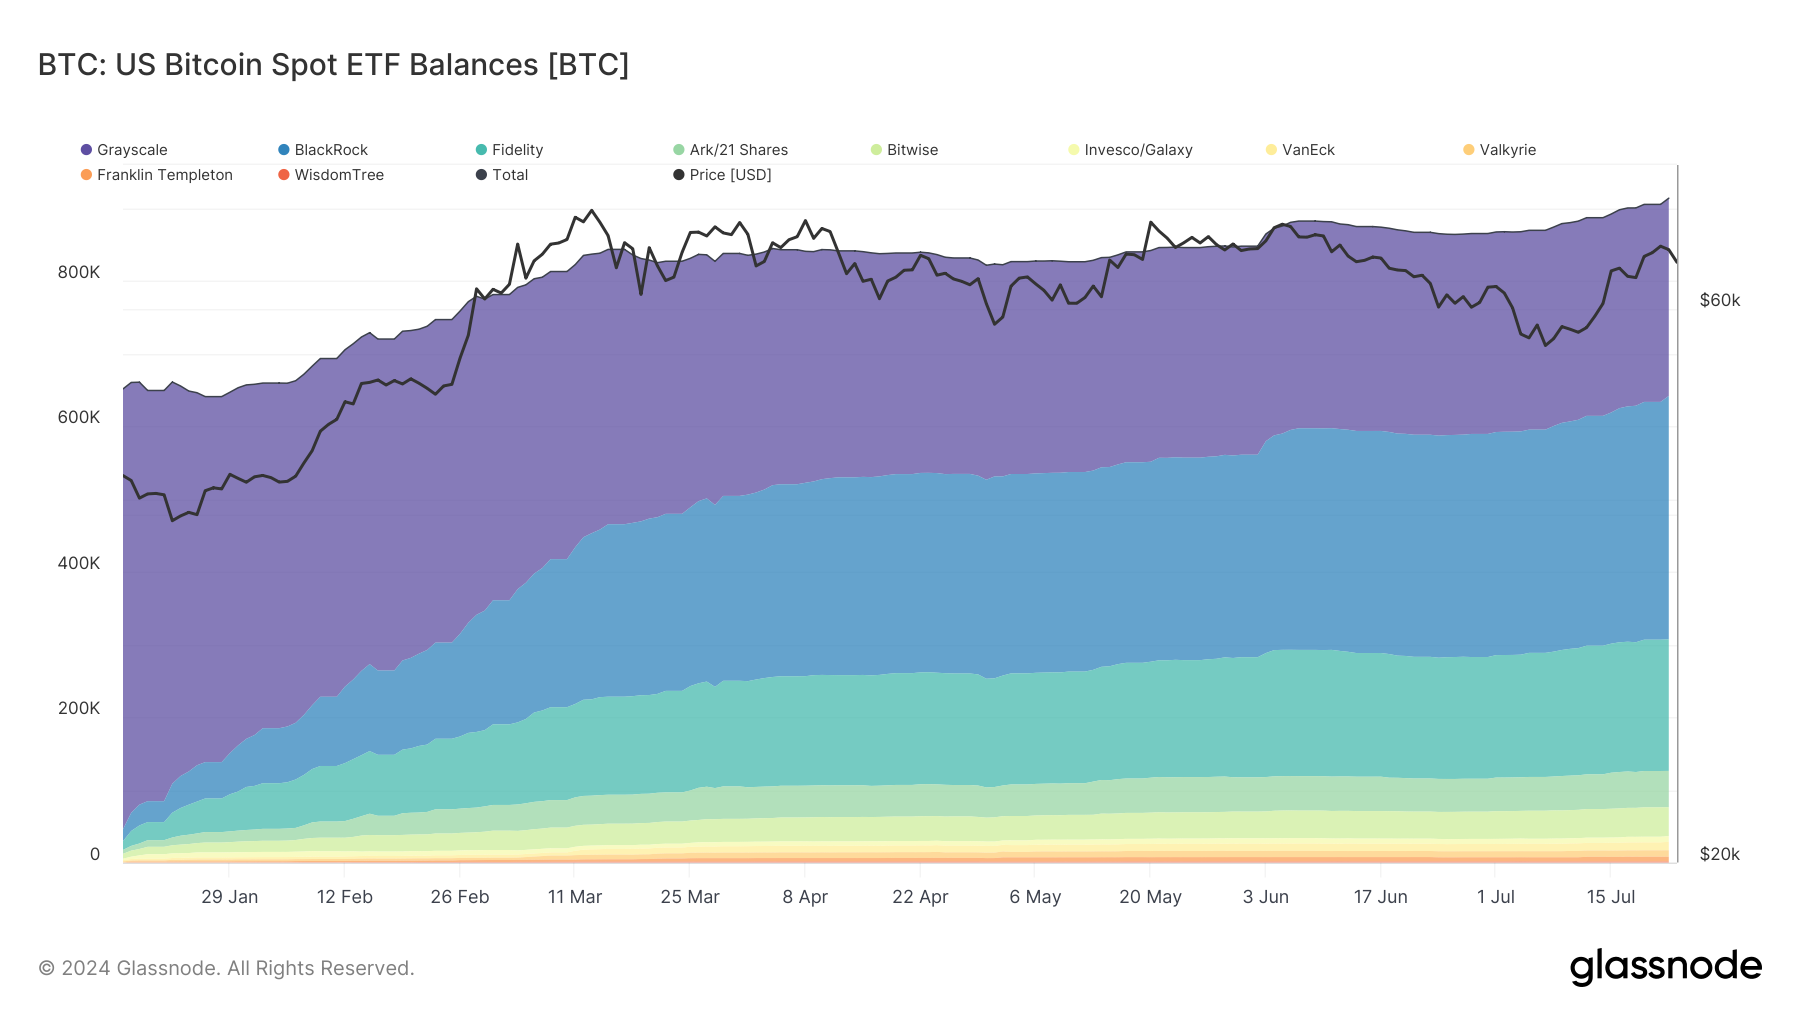 BTC: US Bitcoin Spot ETF Balances [BTC]
Grayscale BlackRock Fidelity Ark/21 Shares Bitwise Invesco/Galaxy VanEck Valkyrie
Franklin Templeton WisdomTree Total Price [USD]
800K
$60k
600K
400K
200K
0
$20k
29 Jan 12 Feb 26 Feb 11 Mar 25 Mar 8 Apr 22 Apr 6 May 20 May 3 Jun 17 Jun 1 Jul 15 Jul
© 2024 Glassnode. All Rights Reserved.
glassnode